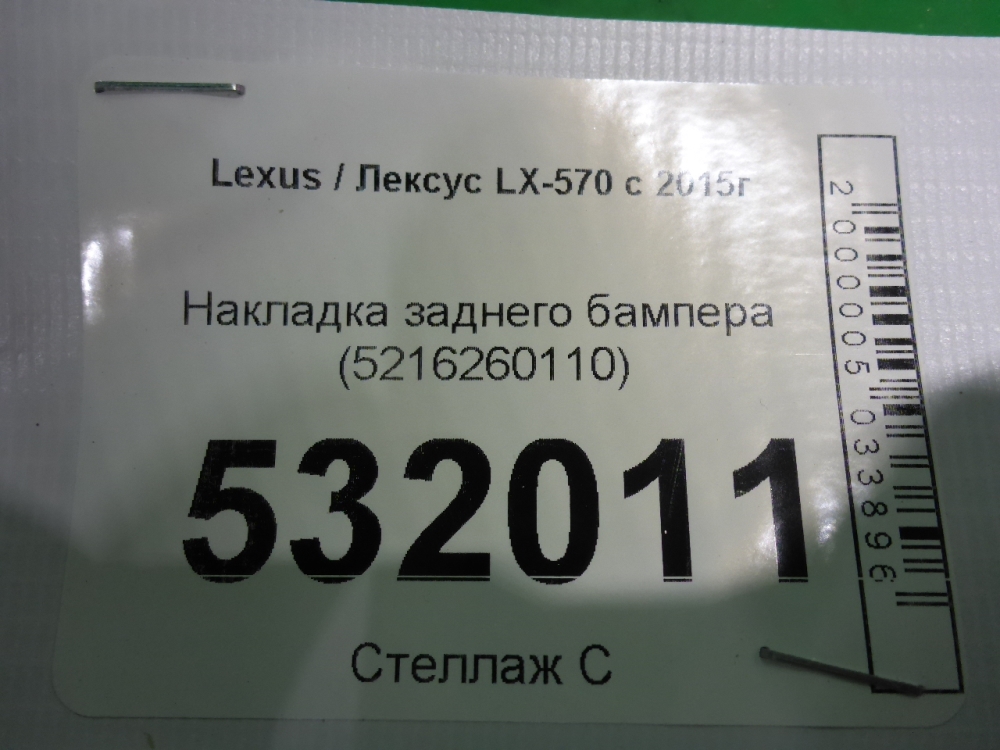 Lexus / Лексус LX-570 с 2015г
Накладка заднего бампера
(5216260110)
532011
Стеллаж С
2000005033896